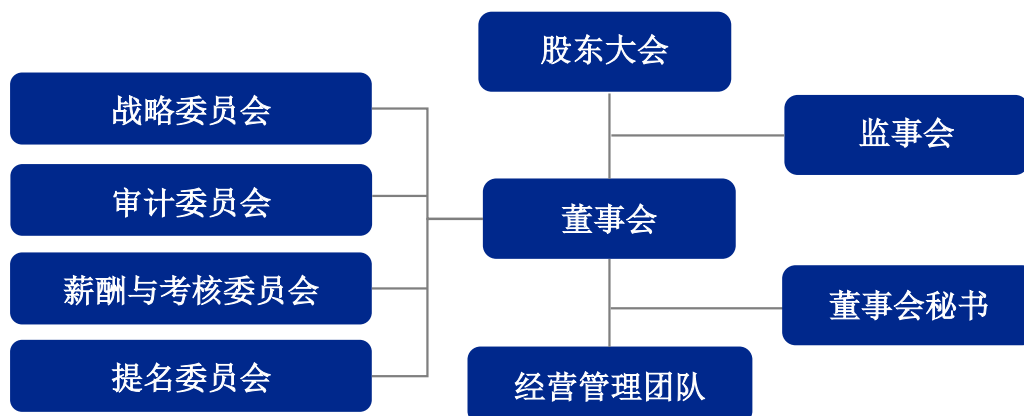 股东大会
战略委员会
监事会
审计委员会
董事会
薪酬与考核委员会
董事会秘书
提名委员会
经营管理团队